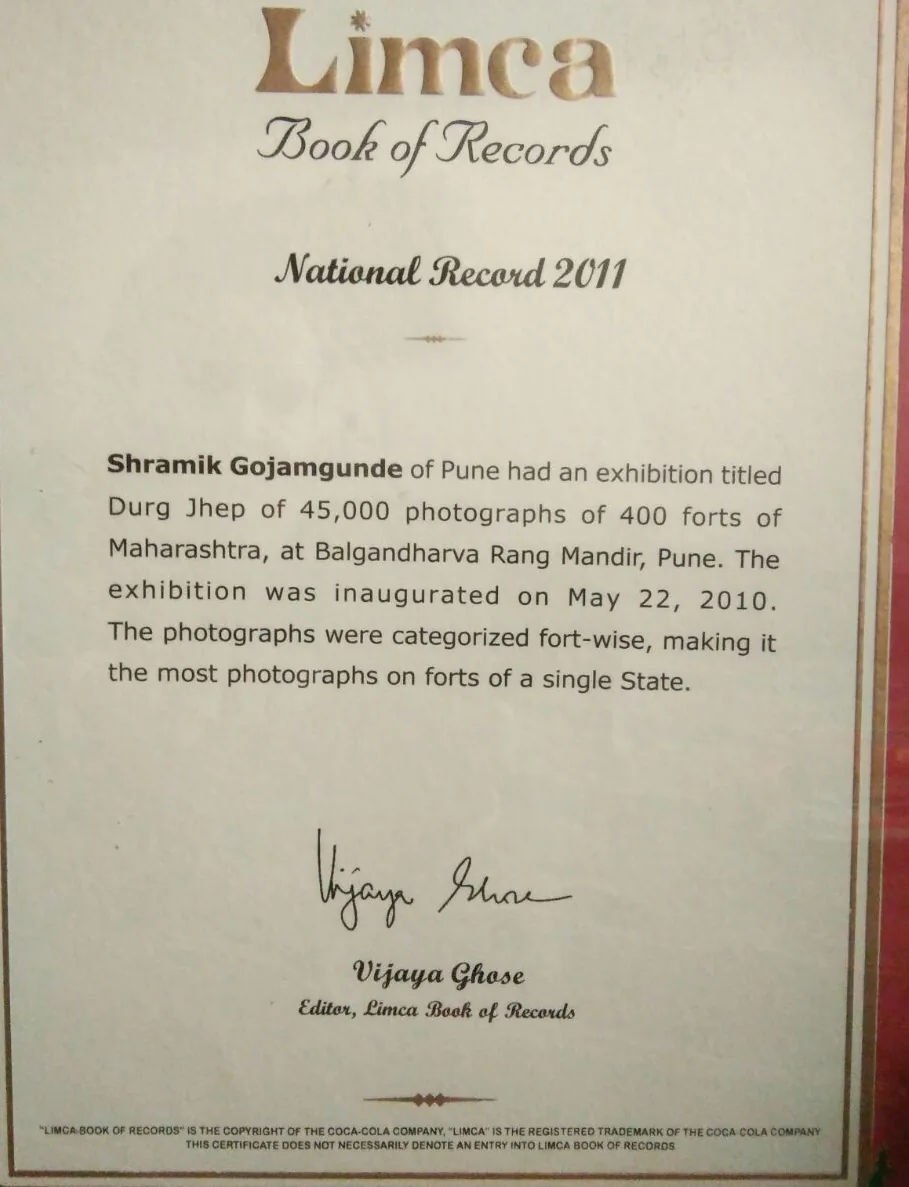 Limca
Book of Records
National Record 2011
Shramik Gojamgunde of Pune had an exhibition titled
Durg Jhep of 45,000 photographs of 400 forts of
Maharashtra, at Balgandharva Rang Mandir, Pune. The
exhibition was inaugurated on May 22, 2010.
The photographs were categorized fort-wise, making it
the most photographs on forts of a single State.
Vijaya Ghose
Vijaya Ghose
Editor, Limca Book of Records
"LIMCA BOOK OF RECORDS" IS THE COPYRIGHT OF THE COCA-COLA COMPANY, "LIMCA" IS THE REGISTERED TRADEMARK OF THE COCA COLA COMPANY
THIS CERTIFICATE DOES NOT NECESSARILY DENOTE AN ENTRY INTO LIMCA BOOK OF RECORDS